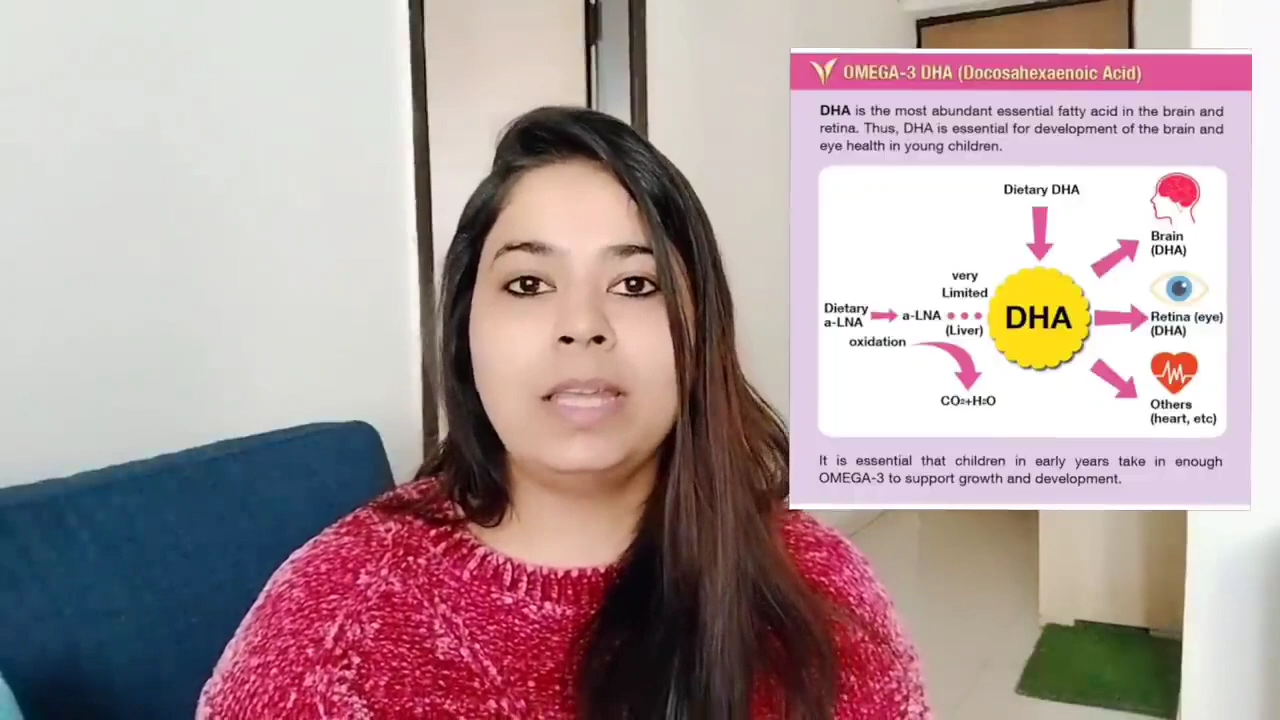 OMEGA-3 DHA (Docosahexaenoic Acid)
DHA is the most abundant essential fatty acid in the brain and
retina. Thus, DHA is essential for development of the brain and
eye health in young children.
Dietary DHA
Brain
(DHA)
very
Limited
Dietary
a-LNA
a-LNA
(Liver)
DHA
Retina (eye)
(DHA)
oxidation
CO2+H2O
Others
(heart, etc)
It is essential that children in early years take in enough
OMEGA-3 to support growth and development.